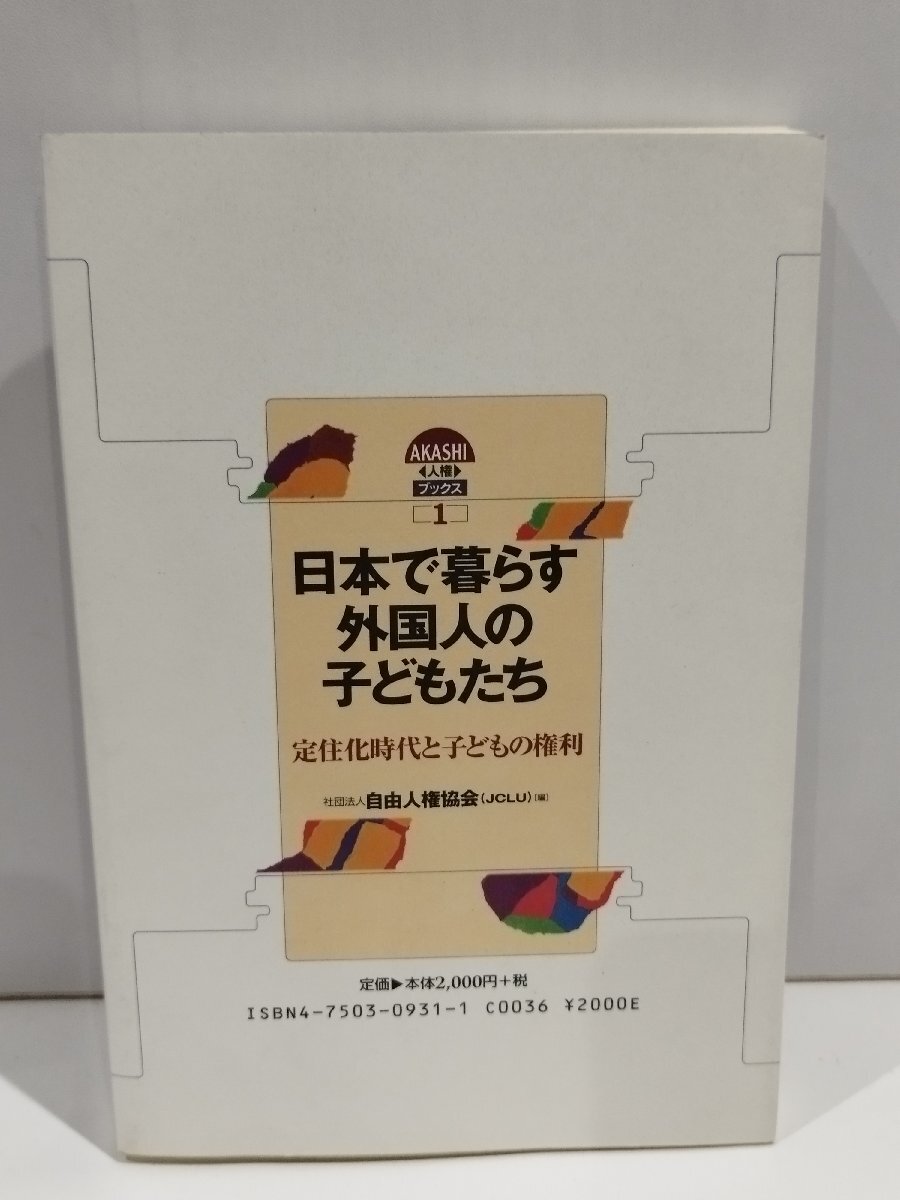 AKASHI
人権
ブックス
1
日本で暮らす
外国人の
子どもたち
定住化時代と子どもの権利
社団法人 自由人権協会(JCLU)[編]
定価▶本体2,000円+税
ISBN4-7503-0931-1 C0036 ¥2000E